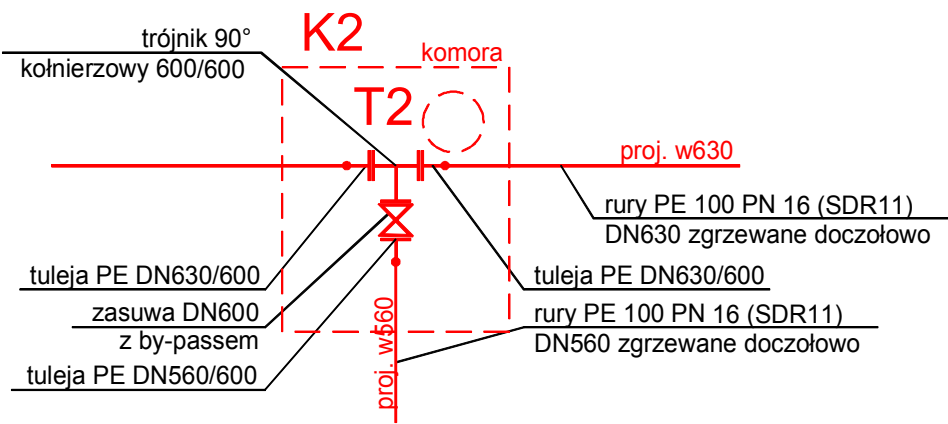 trójnik 90°
kołnierzowy 600/600
K2
komora
T2
proj. w630
rury PE 100 PN 16 (SDR11)
DN630 zgrzewane doczołowo
tuleja PE DN630/600
tuleja PE DN630/600
zasuwa DN600
z by-passem
proj. w560
rury PE 100 PN 16 (SDR11)
DN560 zgrzewane doczołowo
tuleja PE DN560/600